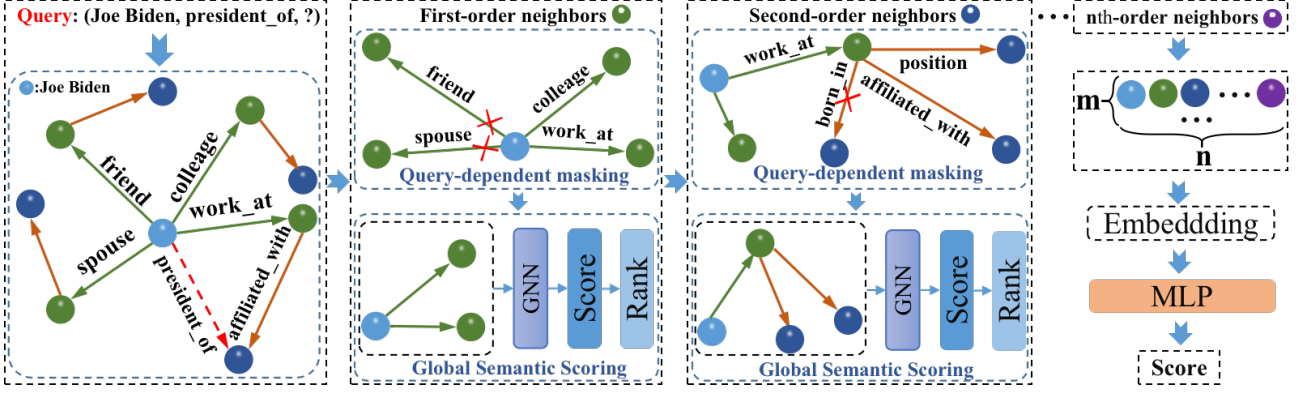 Query: (Joe Biden, president_of, ?)
:Joe Biden
friend
colleage
work_at
spouse
president_of
affiliated_with
First-order neighbors
friend
colleage
spouse
work_at
Query-dependent masking
GNN
Score
Rank
Global Semantic Scoring
Second-order neighbors
work_at
position
born_in
affiliated_with
Query-dependent masking
GNN
Score
Rank
Global Semantic Scoring
...
nth-order neighbors
m
...
...
n
Embeddding
MLP
Score